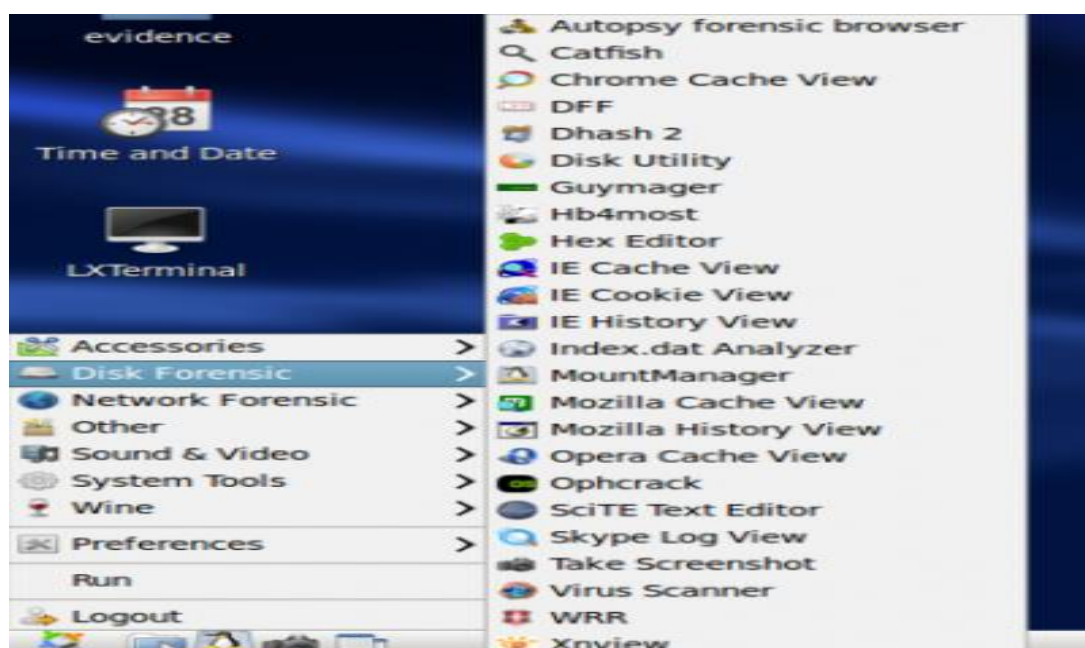 evidence
38
Time and Date
LXTerminal
Accessories
Disk Forensic
Network Forensic
Other
Sound & Video
System Tools
Wine
Preferences
Run
Logout
Autopsy forensic browser
Catfish
Chrome Cache View
DFF
Dhash 2
Disk Utility
Guymager
Hb4most
Hex Editor
IE Cache View
IE Cookie View
IE History View
Index.dat Analyzer
MountManager
Mozilla Cache View
Mozilla History View
Opera Cache View
Ophcrack
SciTE Text Editor
Skype Log View
Take Screenshot
Virus Scanner
WRR
Xnview